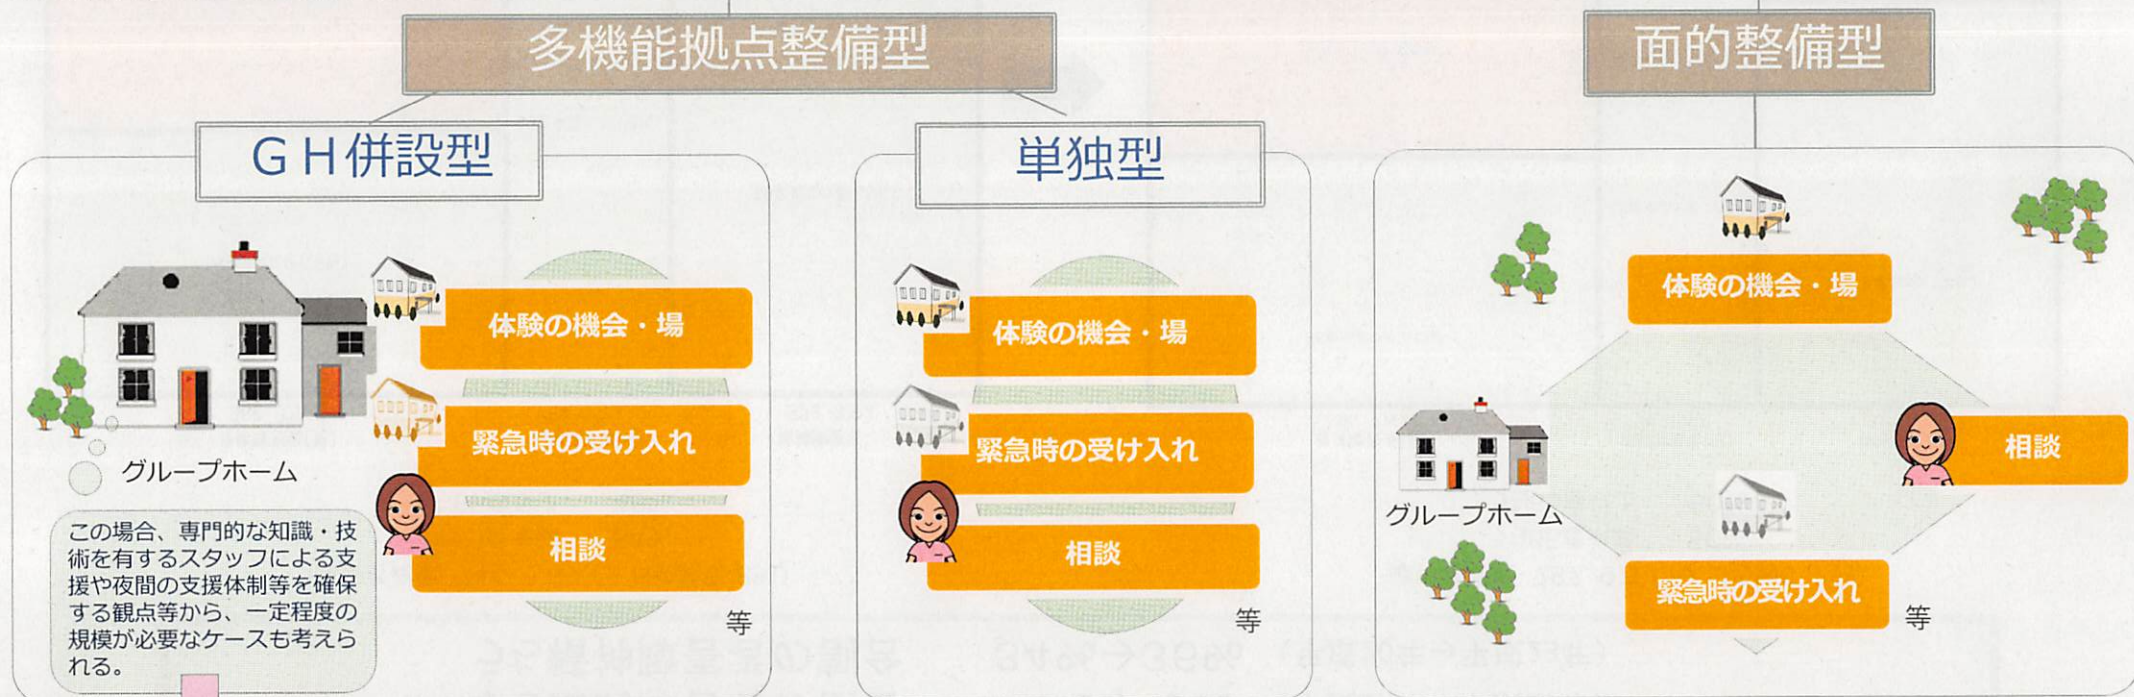 多機能拠点整備型
面的整備型
ＧＨ併設型
単独型
体験の機会・場
緊急時の受け入れ
相談
等
グループホーム
この場合、専門的な知識・技
術を有するスタッフによる支
援や夜間の支援体制等を確保
する観点等から、一定程度の
規模が必要なケースも考えら
れる。
体験の機会・場
緊急時の受け入れ
相談
等
体験の機会・場
相談
グループホーム
緊急時の受け入れ
等